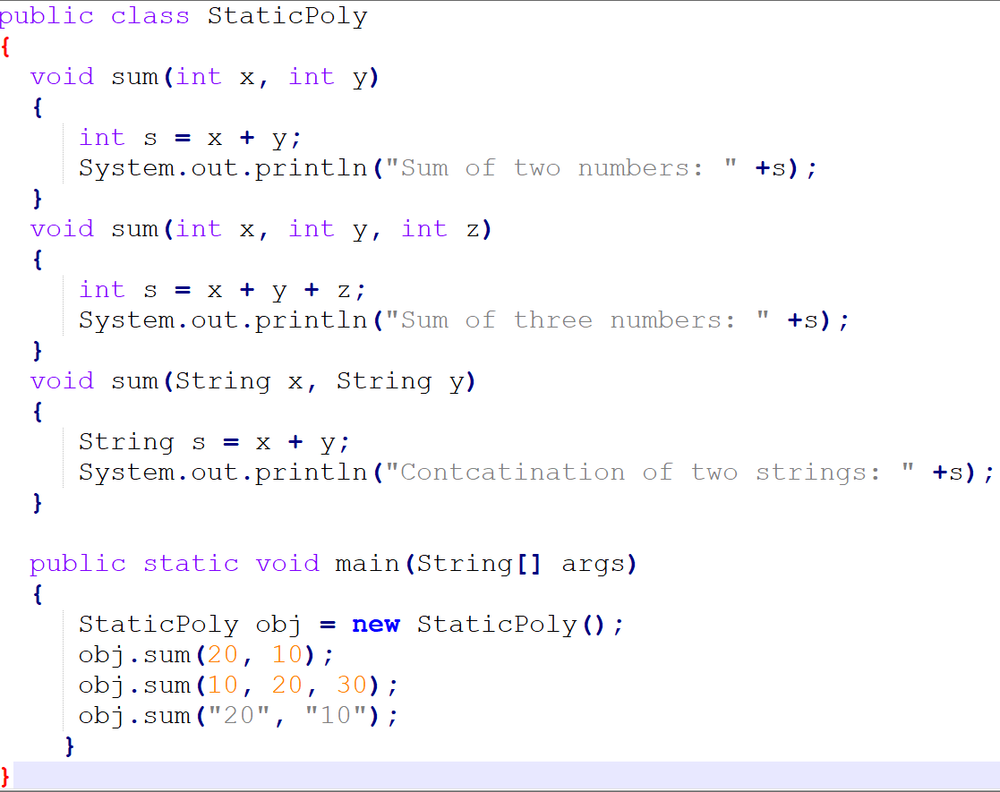 public class StaticPoly
{
void sum(int x, int y)
{
int s = x + y;
System.out.println("Sum of two numbers: " +s);
}
void sum(int x, int y, int z)
{
int s = x + y + z;
System.out.println("Sum of three numbers: " +s);
}
void sum(String x, String y)
{
String s = x + y;
System.out.println("Contcatination of two strings: " +s);
}
public static void main(String[] args)
{
StaticPoly obj = new StaticPoly();
obj.sum(20, 10);
obj.sum(10, 20, 30);
obj.sum("20", "10");
}
}